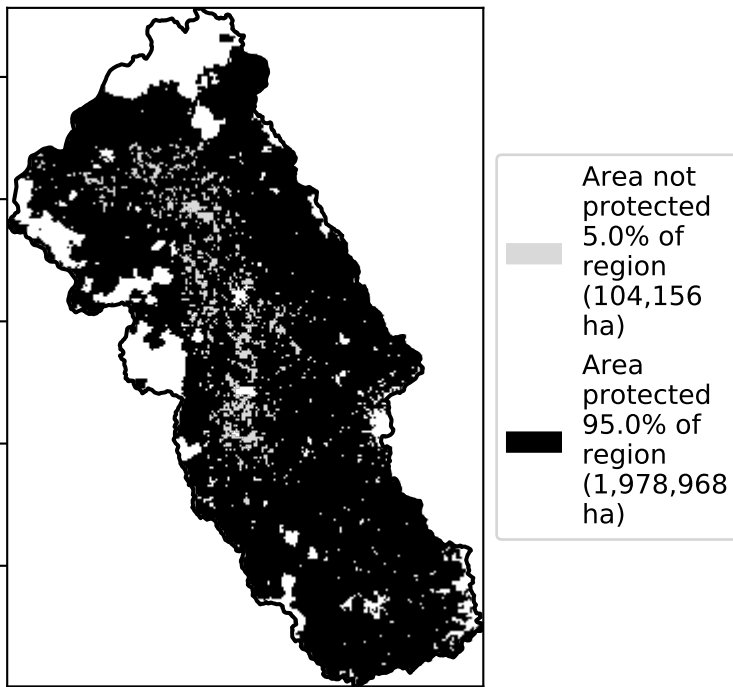 Area not
protected
5.0% of
region
(104,156
ha)
Area
protected
95.0% of
region
(1,978,968
ha)